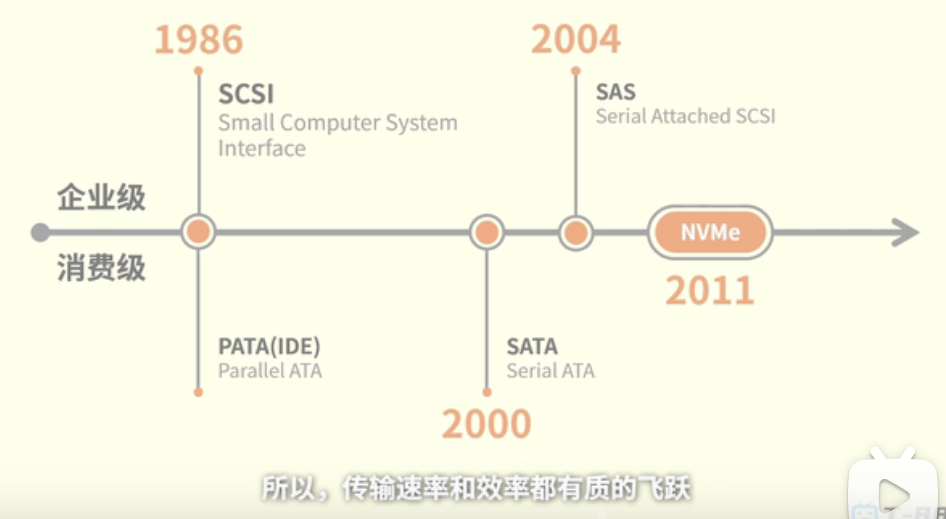 1986
2004
SCSI
Small Computer System
Interface
SAS
Serial Attached SCSI
企业级
消费级
NVMe
2011
PATA(IDE)
Parallel ATA
SATA
Serial ATA
2000
所以，传输速率和效率都有质的飞跃